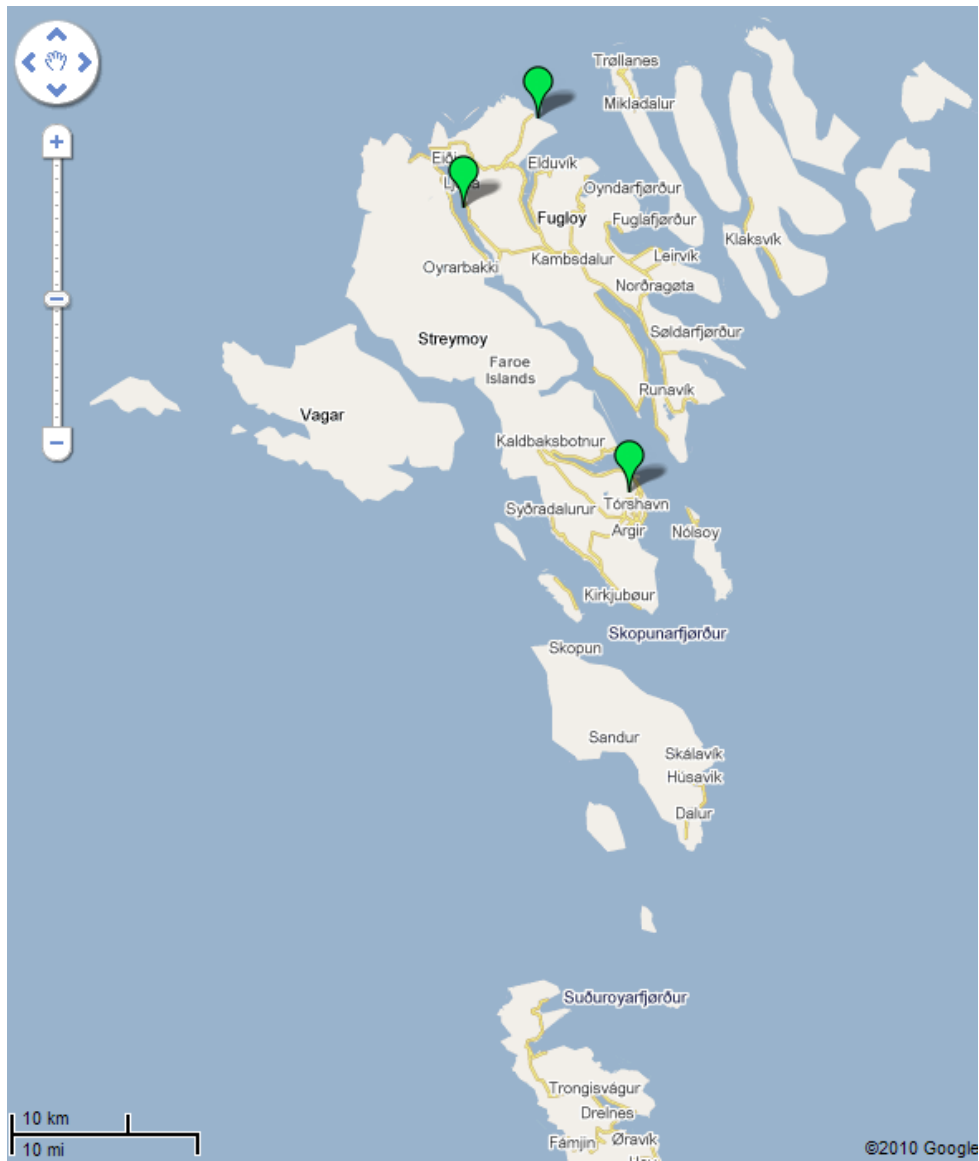 Trøllanes
Mikladalur
Elduvík
Oyndarfjørður
Fugloy
Fuglafjørður
Klaksvík
Leirvík
Kambsdalur
Oyrarbakki
Norðragøta
Søldarfjørður
Streymoy
Faroe
Islands
Runavík
Vagar
Kaldbaksbotnur
Syðradalurur
Tórshavn
Argir
Nólsoy
Kirkjubøur
Skopunarfjørður
Skopun
Sandur
Skálavík
Húsavík
Dalur
Suðuroyarfjørður
Trongisvágur
Drelnes
Fámjin
Øravík
10 km
10 mi
©2010 Google